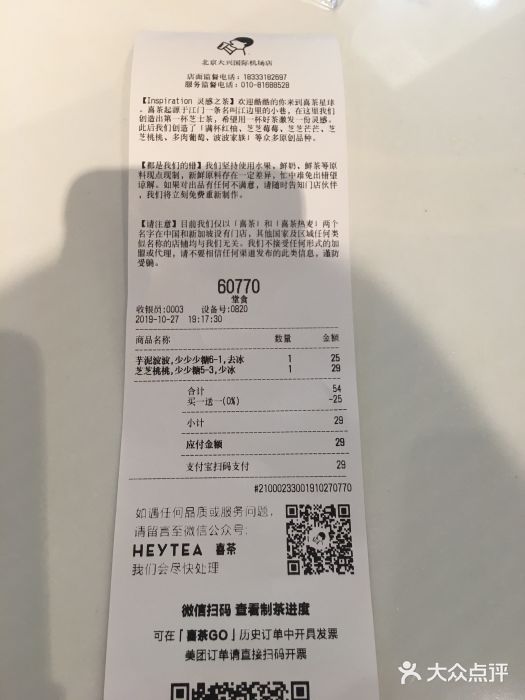 北京大兴国际机场店
店面监督电话：18333182697
服务监督电话：010-81688528
【Inspiration 灵感之茶】欢迎酷酷的你来到喜茶星球
。喜茶起源于江门一条名叫江边里的小巷，在这里我们
创造出第一杯芝士茶，希望用一杯好茶激发一份灵感。
此后我们创造了「满杯红柚、芝芝莓莓、芝芝芒芒、芝
芝桃桃、多肉葡萄、波波家族」等众多原创品种。
【都是我们的错】我们坚持使用水果、鲜奶、鲜茶等原
料现点现制，新鲜原料存在一定差异，忙中难免出错望
谅解。如果对出品有任何不满意，请随时告知门店伙伴
，我们将立刻免费重新制作。
【请注意】目前我们仅以「喜茶」和「喜茶热麦」两个
名字在中国和新加坡设有门店，其他国家及区域任何类
似名称的店铺均与我们无关。我们不接受任何形式的加
盟或代理，请不要相信任何渠道发布的此类信息，谨防
受骗。
60770
堂食
收银员:0003 设备号:0820
2019-10-27 19:17:30
商品名称 数量 金额
芋泥波波,少少少糖6-1,去冰 1 25
芝芝桃桃,少少糖5-3,少冰 1 29
合计 54
买一送一(0%) -25
小计 29
应付金额 29
支付宝扫码支付 29
#21000233001910270770
如遇任何品质或服务问题,
请留言至微信公众号:
HEYTEA 喜茶
我们会尽快处理
微信扫码 查看制茶进度
可在「喜茶GO」历史订单中开具发票
美团订单请直接扫码开票
大众点评